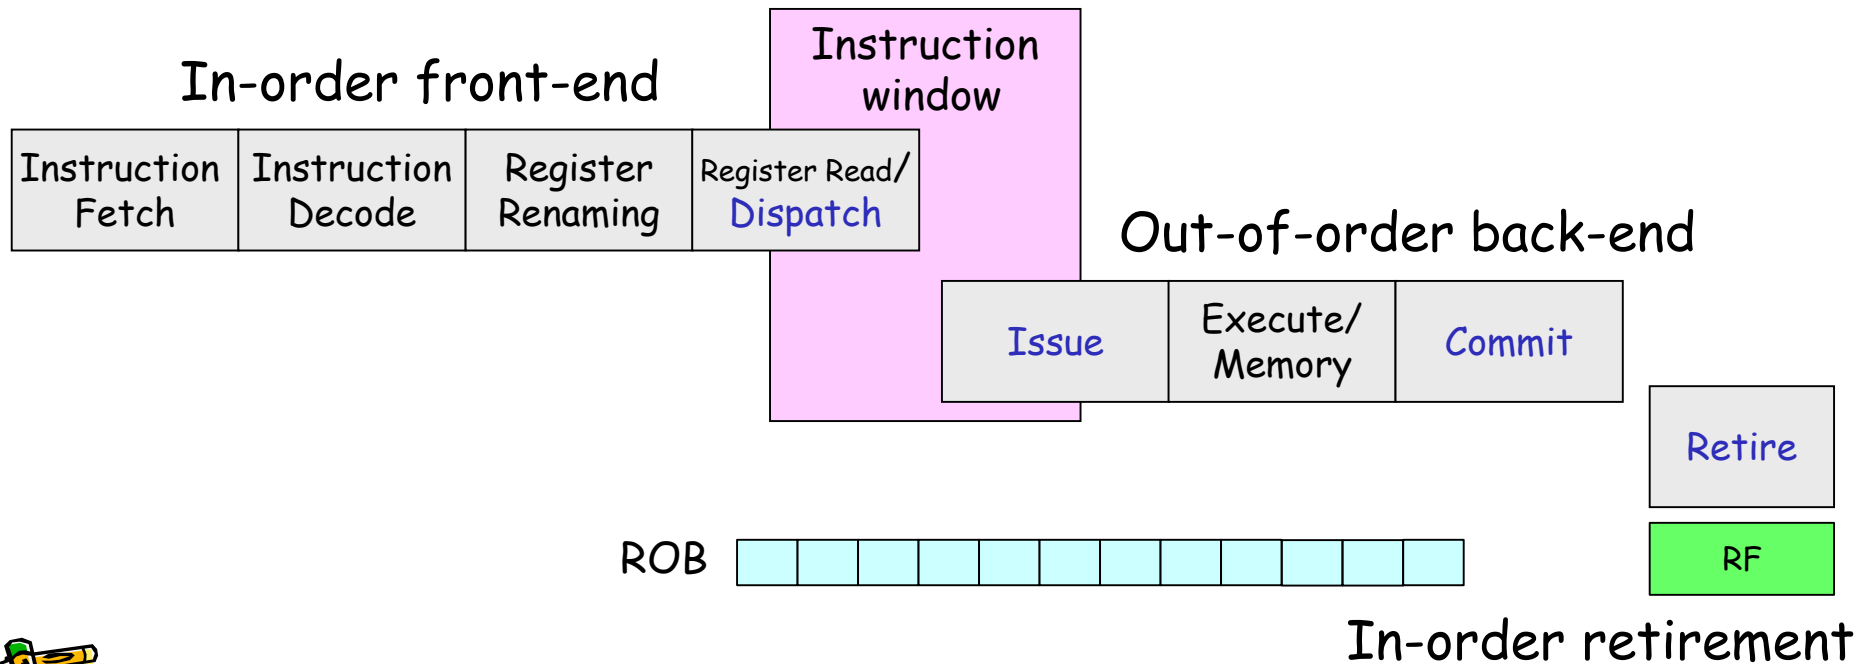 Instruction
window
In-order front-end
Instruction
Fetch
Instruction
Decode
Register
Renaming
Register Read/
Dispatch
Out-of-order back-end
Issue
Execute/
Memory
Commit
Retire
ROB
RF
In-order retirement